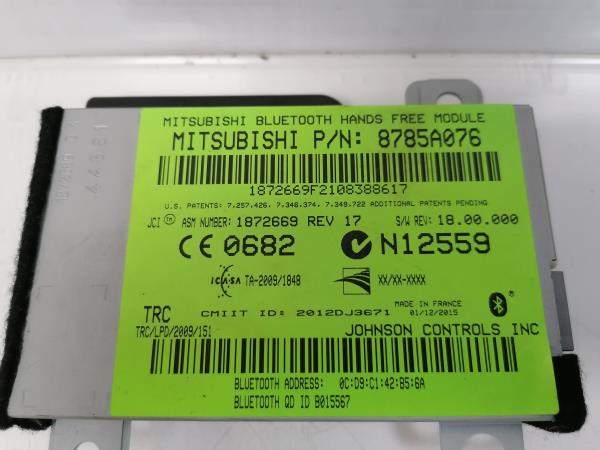 MITSUBISHI BLUETOOTH HANDS FREE MODULE
MITSUBISHI P/N: 8785A076
1872669F2108388617
U.S. PATENTS: 7,257,426, 7,346,374, 7,349,722 ADDITIONAL PATENTS PENDING
JCI TM ASM NUMBER: 1872669 REV 17 S/W REV: 18.00.000
CE 0682 N12559
ICASA TA-2009/1848 XX/XX-XXXX
TRC CMIIT ID: 2012DJ3671 MADE IN FRANCE
01/12/2015
TRC/LPD/2009/151 JOHNSON CONTROLS INC
BLUETOOTH ADDRESS: 0C:D9:C1:42:B5:6A
BLUETOOTH QD ID B015567
44381